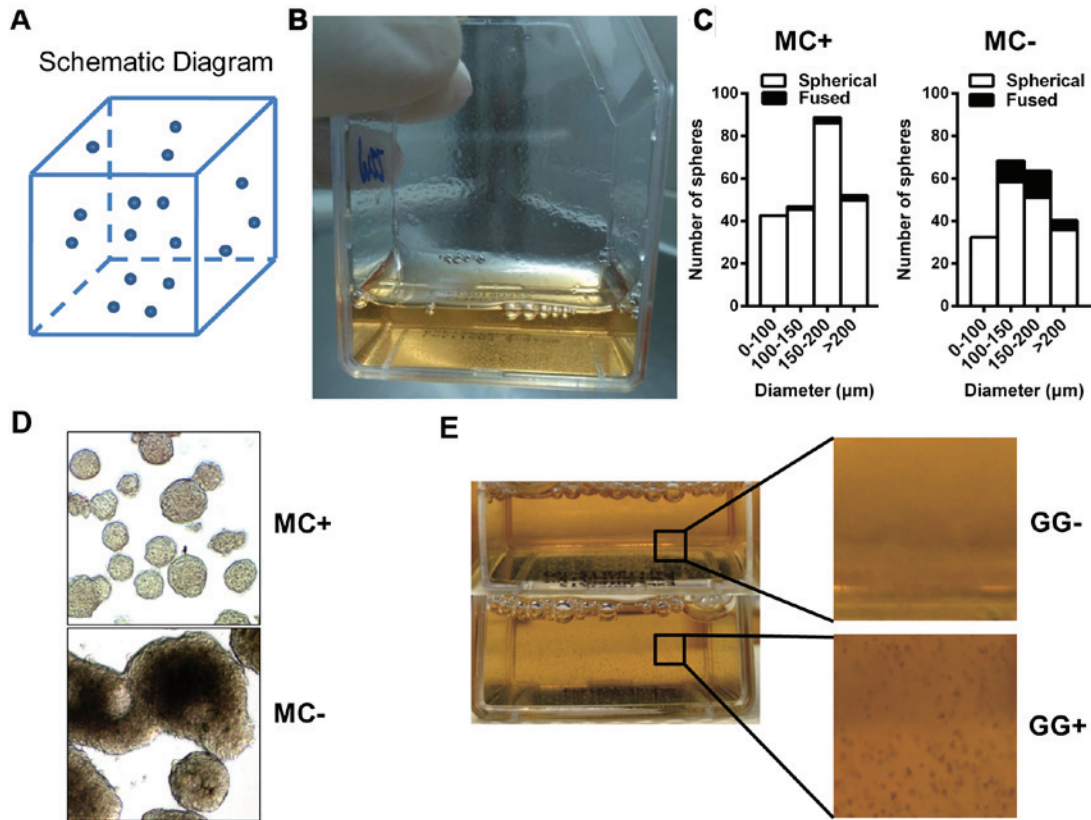 A
Schematic Diagram
B
C
MC+
Spherical
Fused
Number of spheres
100
80
60
40
20
0
0-100
100-150
150-200
>200
Diameter (µm)
MC-
Spherical
Fused
Number of spheres
100
80
60
40
20
0
0-100
100-150
150-200
>200
Diameter (µm)
D
MC+
MC-
E
GG-
GG+